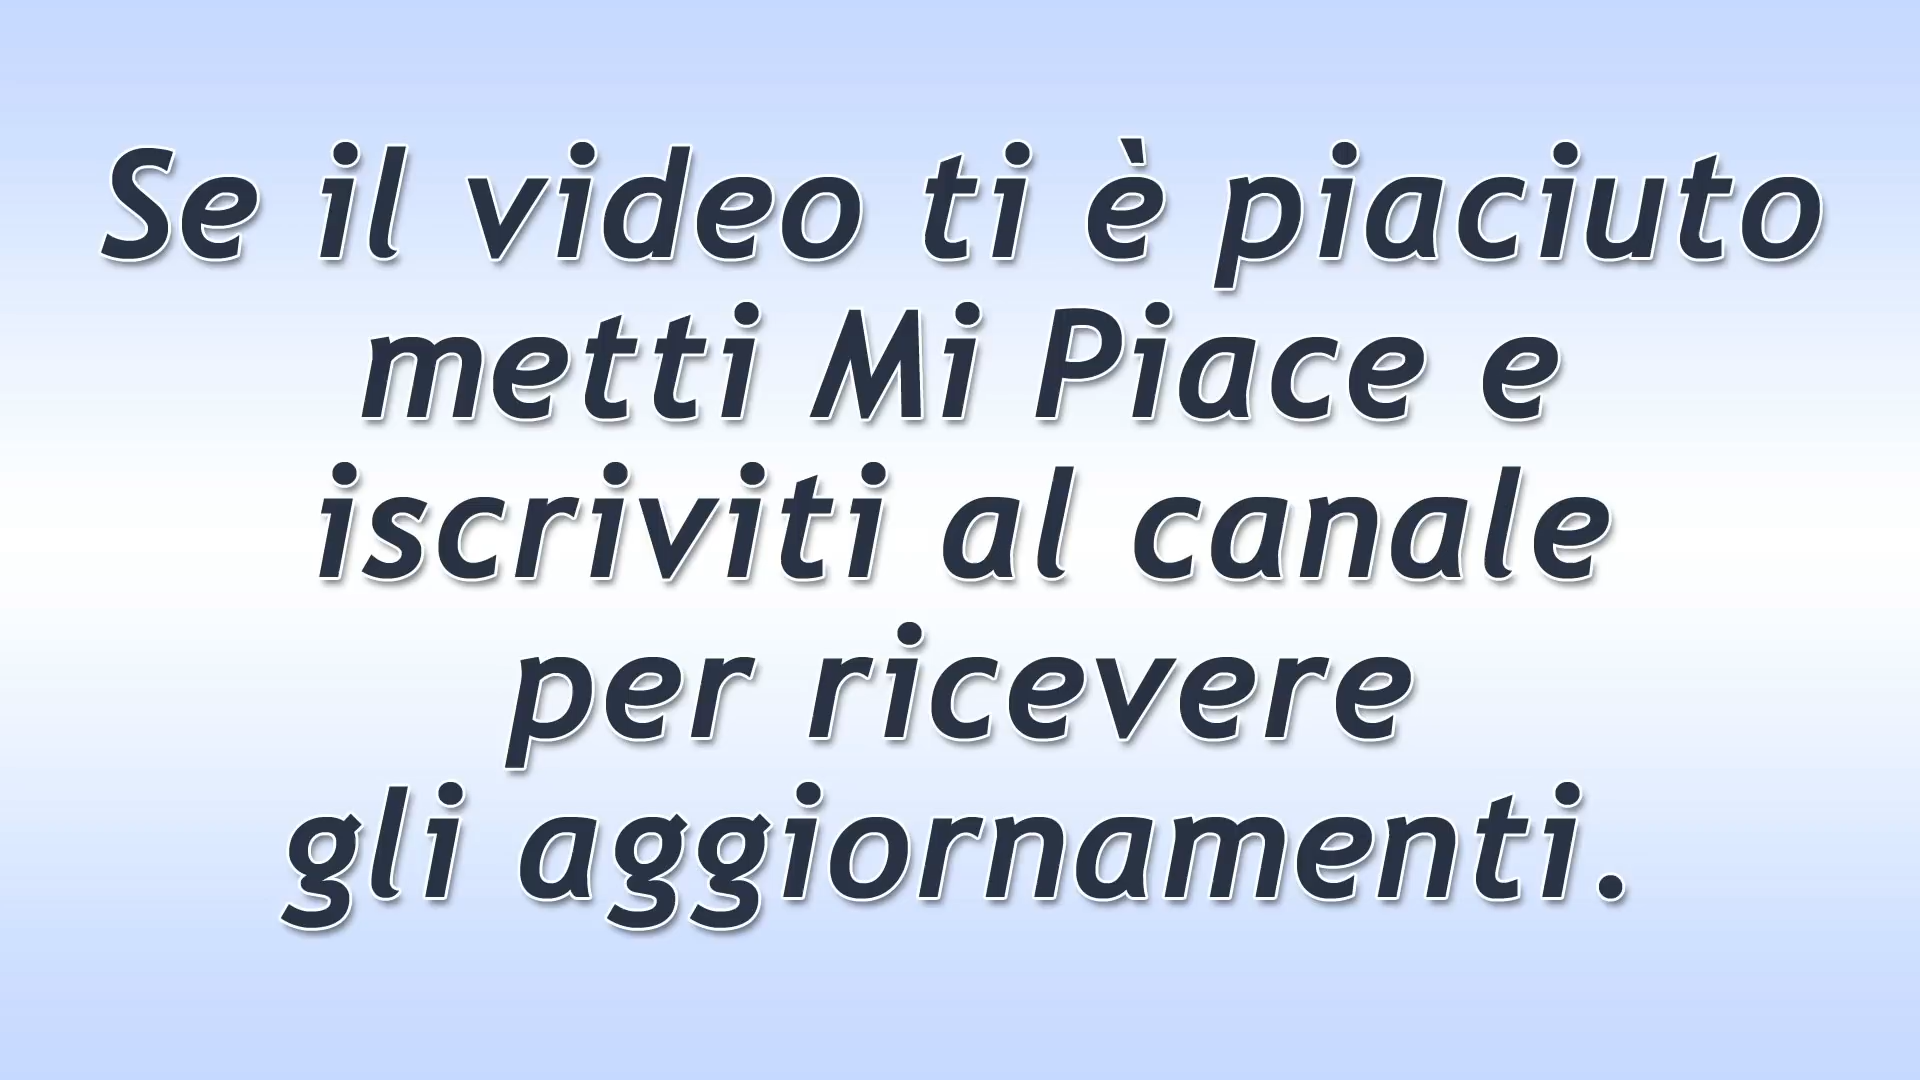 Se il video ti è piaciuto
metti Mi Piace e
iscriviti al canale
per ricevere
gli aggiornamenti.